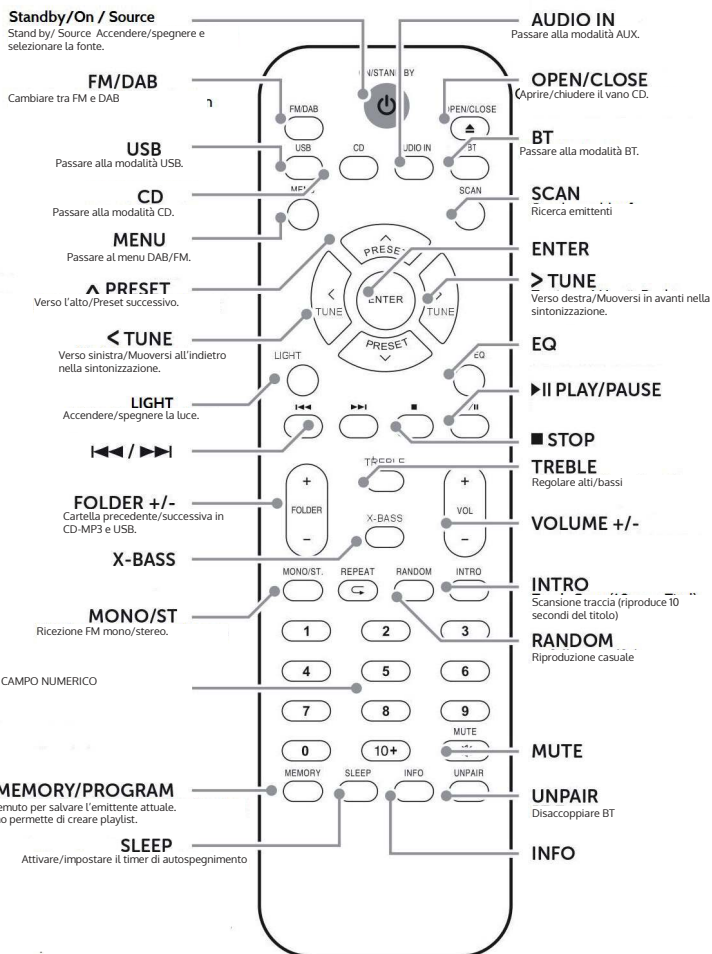 Standby/On / Source
Stand by/ Source Accendere/spegnere e
selezionare la fonte.
FM/DAB
Cambiare tra FM e DAB
USB
Passare alla modalità USB.
CD
Passare alla modalità CD.
MENU
Passare al menu DAB/FM.
∧ PRESET
Verso l'alto/Preset successivo.
< TUNE
Verso sinistra/Muoversi all'indietro
nella sintonizzazione.
LIGHT
Accendere/spegnere la luce.
⏮ / ⏭
FOLDER +/-
Cartella precedente/successiva in
CD-MP3 e USB.
X-BASS
MONO/ST
Ricezione FM mono/stereo.
CAMPO NUMERICO
MEMORY/PROGRAM
per salvare l'emittente attuale.
permette di creare playlist.
SLEEP
Attivare/impostare il timer di autospegnimento
FM/DAB
OPEN/CLOSE
USB
CD
BT
SCAN
PRESET
TUNE
ENTER
TUNE
PRESET
LIGHT
EQ
TREBLE
+
FOLDER
-
X-BASS
+
VOL
-
MONO/ST.
REPEAT
RANDOM
INTRO
1
2
3
4
5
6
7
8
9
MUTE
0
10+
MEMORY
SLEEP
INFO
UNPAIR
AUDIO IN
Passare alla modalità AUX.
OPEN/CLOSE
Aprire/chiudere il vano CD.
BT
Passare alla modalità BT.
SCAN
Ricerca emittenti
ENTER
> TUNE
Verso destra/Muoversi in avanti nella
sintonizzazione.
EQ
▶II PLAY/PAUSE
■ STOP
TREBLE
Regolare alti/bassi
VOLUME +/-
INTRO
Scansione traccia (riproduce 10
secondi del titolo)
RANDOM
Riproduzione casuale
MUTE
UNPAIR
Disaccoppiare BT
INFO